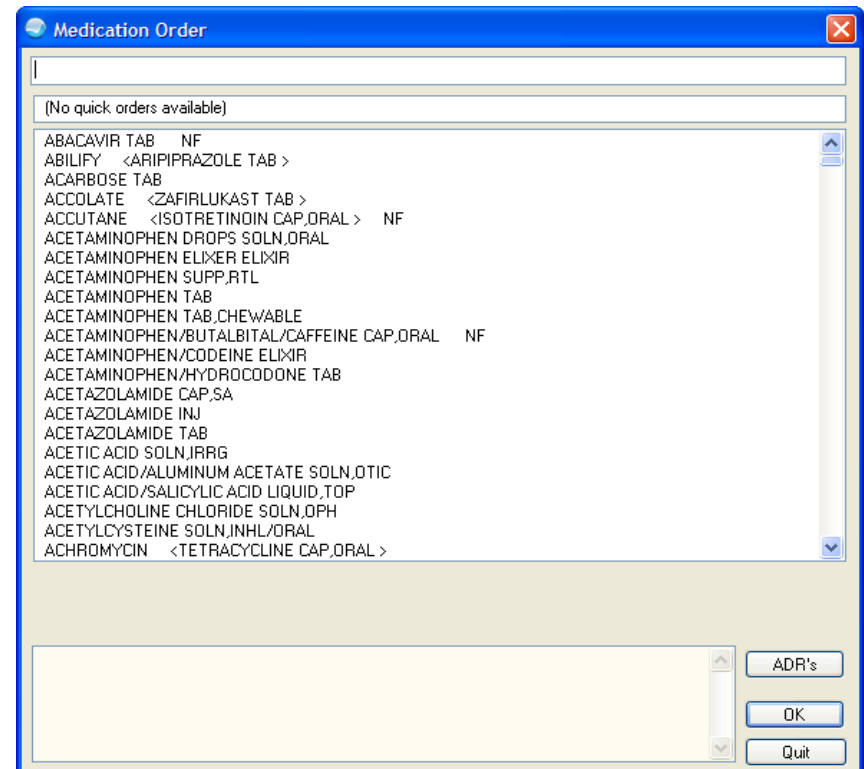 Medication Order
(No quick orders available)
ABACAVIR TAB NF
ABILIFY <ARIPIPRAZOLE TAB >
ACARBOSE TAB
ACCOLATE <ZAFIRLUKAST TAB >
ACCUTANE <ISOTRETINOIN CAP,ORAL > NF
ACETAMINOPHEN DROPS SOLN,ORAL
ACETAMINOPHEN ELIXER ELIXIR
ACETAMINOPHEN SUPP,RTL
ACETAMINOPHEN TAB
ACETAMINOPHEN TAB,CHEWABLE
ACETAMINOPHEN/BUTALBITAL/CAFFEINE CAP,ORAL NF
ACETAMINOPHEN/CODEINE ELIXIR
ACETAMINOPHEN/HYDROCODONE TAB
ACETAZOLAMIDE CAP,SA
ACETAZOLAMIDE INJ
ACETAZOLAMIDE TAB
ACETIC ACID SOLN,IRRG
ACETIC ACID/ALUMINUM ACETATE SOLN,OTIC
ACETIC ACID/SALICYLIC ACID LIQUID,TOP
ACETYLCHOLINE CHLORIDE SOLN,OPH
ACETYLCYSTEINE SOLN,INHL/ORAL
ACHROMYCIN <TETRACYCLINE CAP,ORAL >
ADR's
OK
Quit